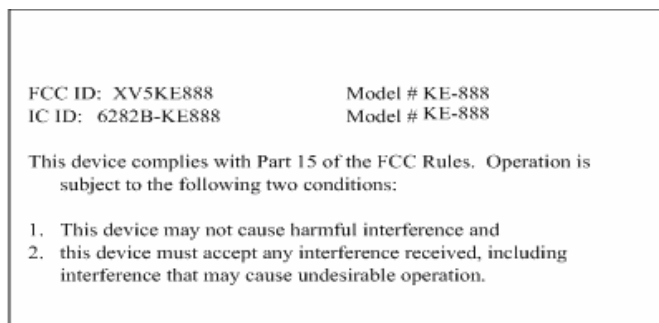 FCC ID: XV5KE888 Model # KE-888
IC ID: 6282B-KE888 Model # KE-888
This device complies with Part 15 of the FCC Rules. Operation is
subject to the following two conditions:
1. This device may not cause harmful interference and
2. this device must accept any interference received, including
interference that may cause undesirable operation.